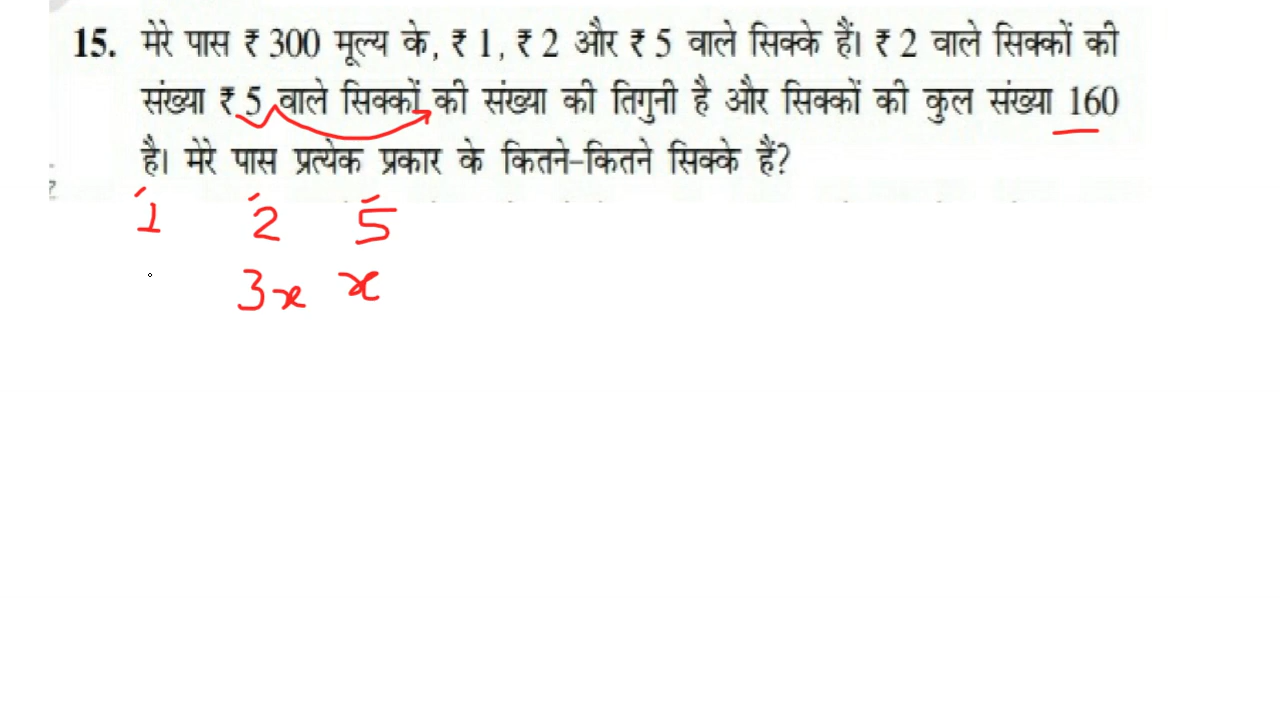 15. मेरे पास ₹ 300 मूल्य के, ₹ 1, ₹ 2 और ₹ 5 वाले सिक्के हैं। ₹ 2 वाले सिक्कों की
संख्या ₹ 5 वाले सिक्कों की संख्या की तिगुनी है और सिक्कों की कुल संख्या 160
है। मेरे पास प्रत्येक प्रकार के कितने-कितने सिक्के हैं?
1 2 5
3x x